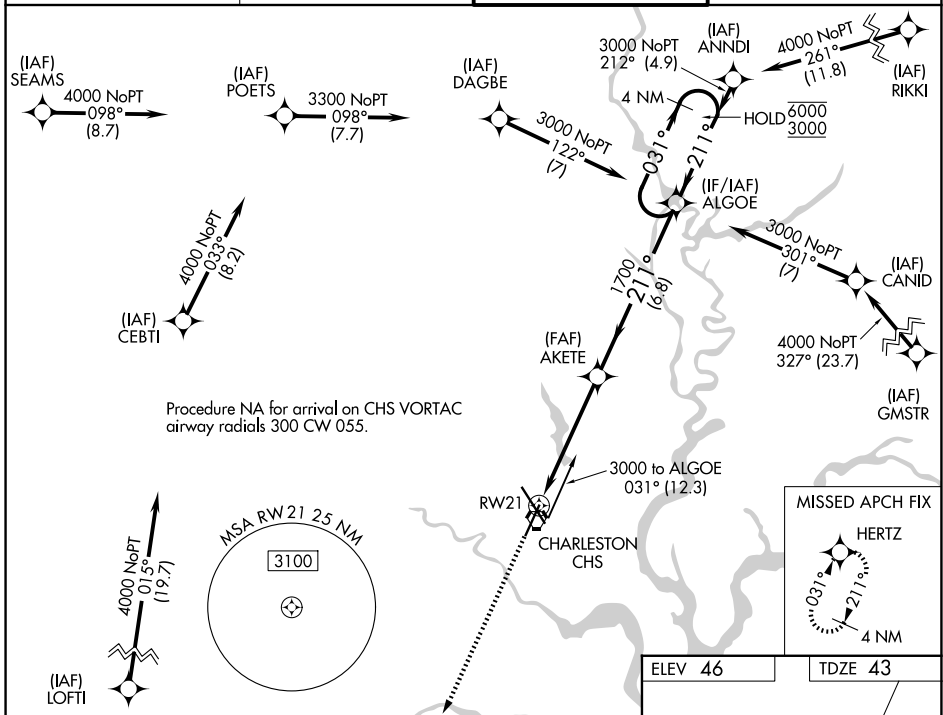 (IAF)
SEAMS
4000 NoPT
098°
(8.7)
(IAF)
POETS
3300 NoPT
098°
(7.7)
(IAF)
DAGBE
3000 NoPT
122°
(7)
3000 NoPT
212° (4.9)
(IAF)
ANNDI
4000 NoPT
261°
(11.8)
(IAF)
RIKKI
4 NM
HOLD 6000
3000
031°
211°
(IF/IAF)
ALGOE
3000 NoPT
301°
(7)
(IAF)
CANID
4000 NoPT
327° (23.7)
(IAF)
GMSTR
4000 NoPT
033°
(8.2)
(IAF)
CEBTI
1700
211°
(6.8)
(FAF)
AKETE
Procedure NA for arrival on CHS VORTAC
airway radials 300 CW 055.
3000 to ALGOE
031° (12.3)
RW21
CHARLESTON
CHS
4000 NoPT
015°
(19.7)
(IAF)
LOFTI
MSA RW21 25 NM
3100
MISSED APCH FIX
HERTZ
031°
211°
4 NM
ELEV 46
TDZE 43